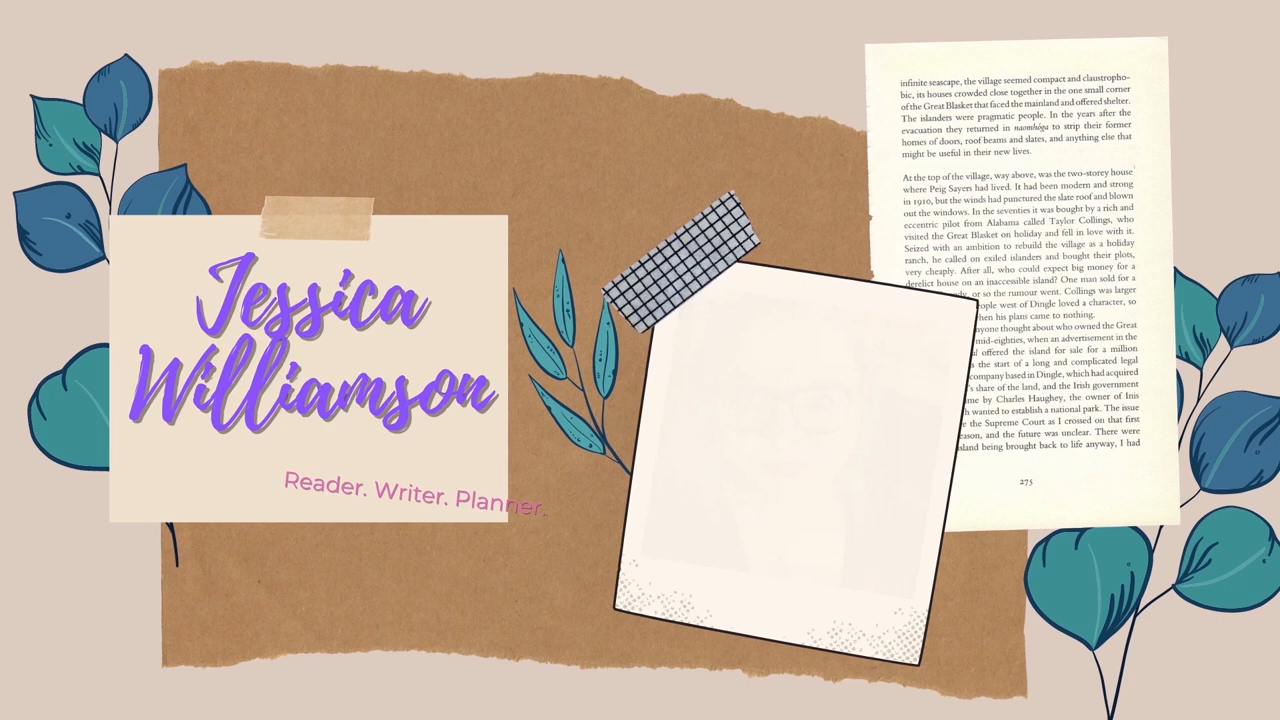 Jessica
Williamson
Reader. Writer. Planner.
infinite seascape, the village seemed compact and claustropho-
bic, its houses crowded close together in the one small corner
of the Great Blasket that faced the mainland and offered shelter.
The islanders were pragmatic people. In the years after the
evacuation they returned in naomhóga to strip their former
homes of doors, roof beams and slates, and anything else that
might be useful in their new lives.
At the top of the village, way above, was the two-storey house
where Peig Sayers had lived. It had been modern and strong
in 1910, but the winds had punctured the slate roof and blown
out the windows. In the seventies it was bought by a rich and
eccentric pilot from Alabama called Taylor Collings, who
visited the Great Blasket on holiday and fell in love with it.
Seized with an ambition to rebuild the village as a holiday
ranch, he called on exiled islanders and bought their plots,
very cheaply. After all, who could expect big money for a
derelict house on an inaccessible island? One man sold for a
or so the rumour went. Collings was larger
people west of Dingle loved a character, so
when his plans came to nothing.
anyone thought about who owned the Great
mid-eighties, when an advertisement in the
offered the island for sale for a million
the start of a long and complicated legal
company based in Dingle, which had acquired
share of the land, and the Irish government
by Charles Haughey, the owner of Inis
wanted to establish a national park. The issue
the Supreme Court as I crossed on that first
and the future was unclear. There were
island being brought back to life anyway, I had
275